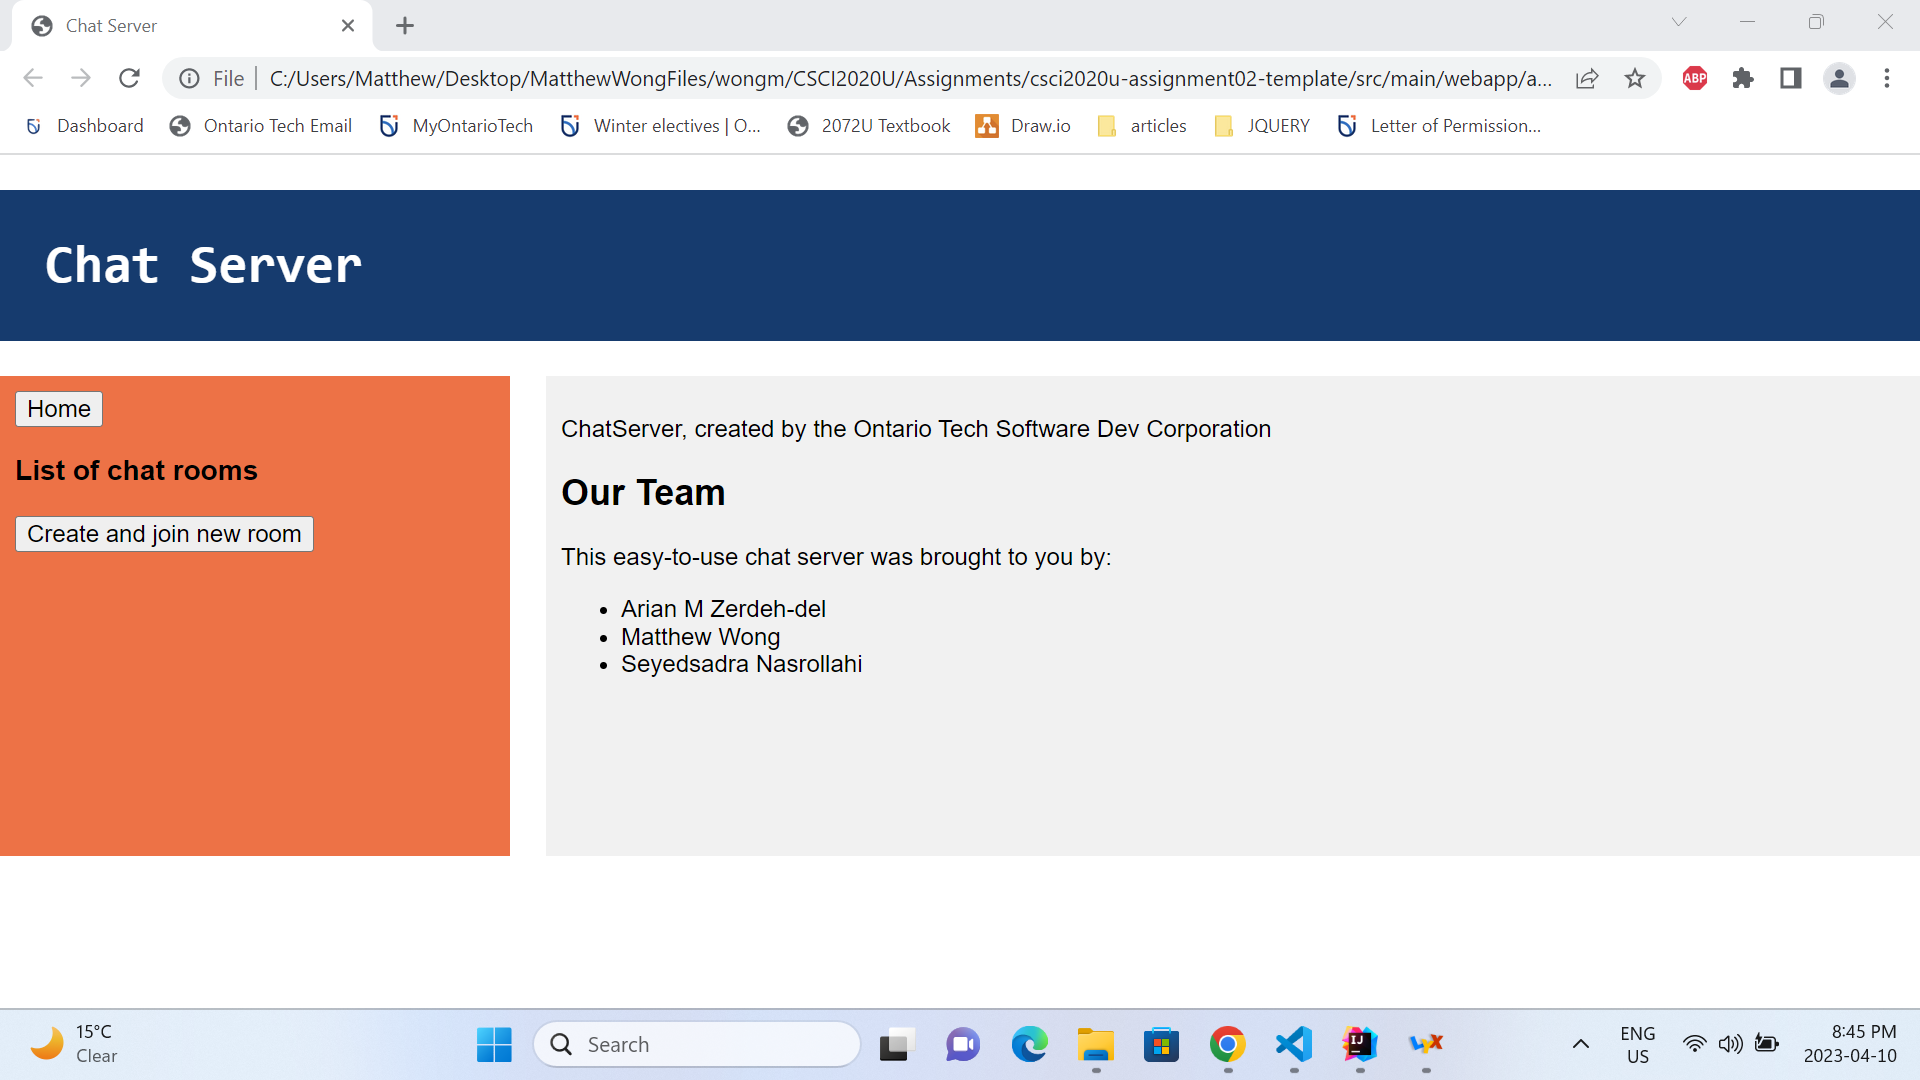 Chat Server
File
C:/Users/Matthew/Desktop/MatthewWongFiles/wongm/CSCI2020U/Assignments/csci2020u-assignment02-template/src/main/webapp/a...
ABP
Dashboard
Ontario Tech Email
MyOntarioTech
Winter electives | O...
2072U Textbook
Draw.io
articles
JQUERY
Letter of Permission...
Chat Server
Home
List of chat rooms
Create and join new room
ChatServer, created by the Ontario Tech Software Dev Corporation
Our Team
This easy-to-use chat server was brought to you by:
Arian M Zerdeh-del
Matthew Wong
Seyedsadra Nasrollahi
15°C
Clear
Search
IJ
LYX
ENG
US
8:45 PM
2023-04-10